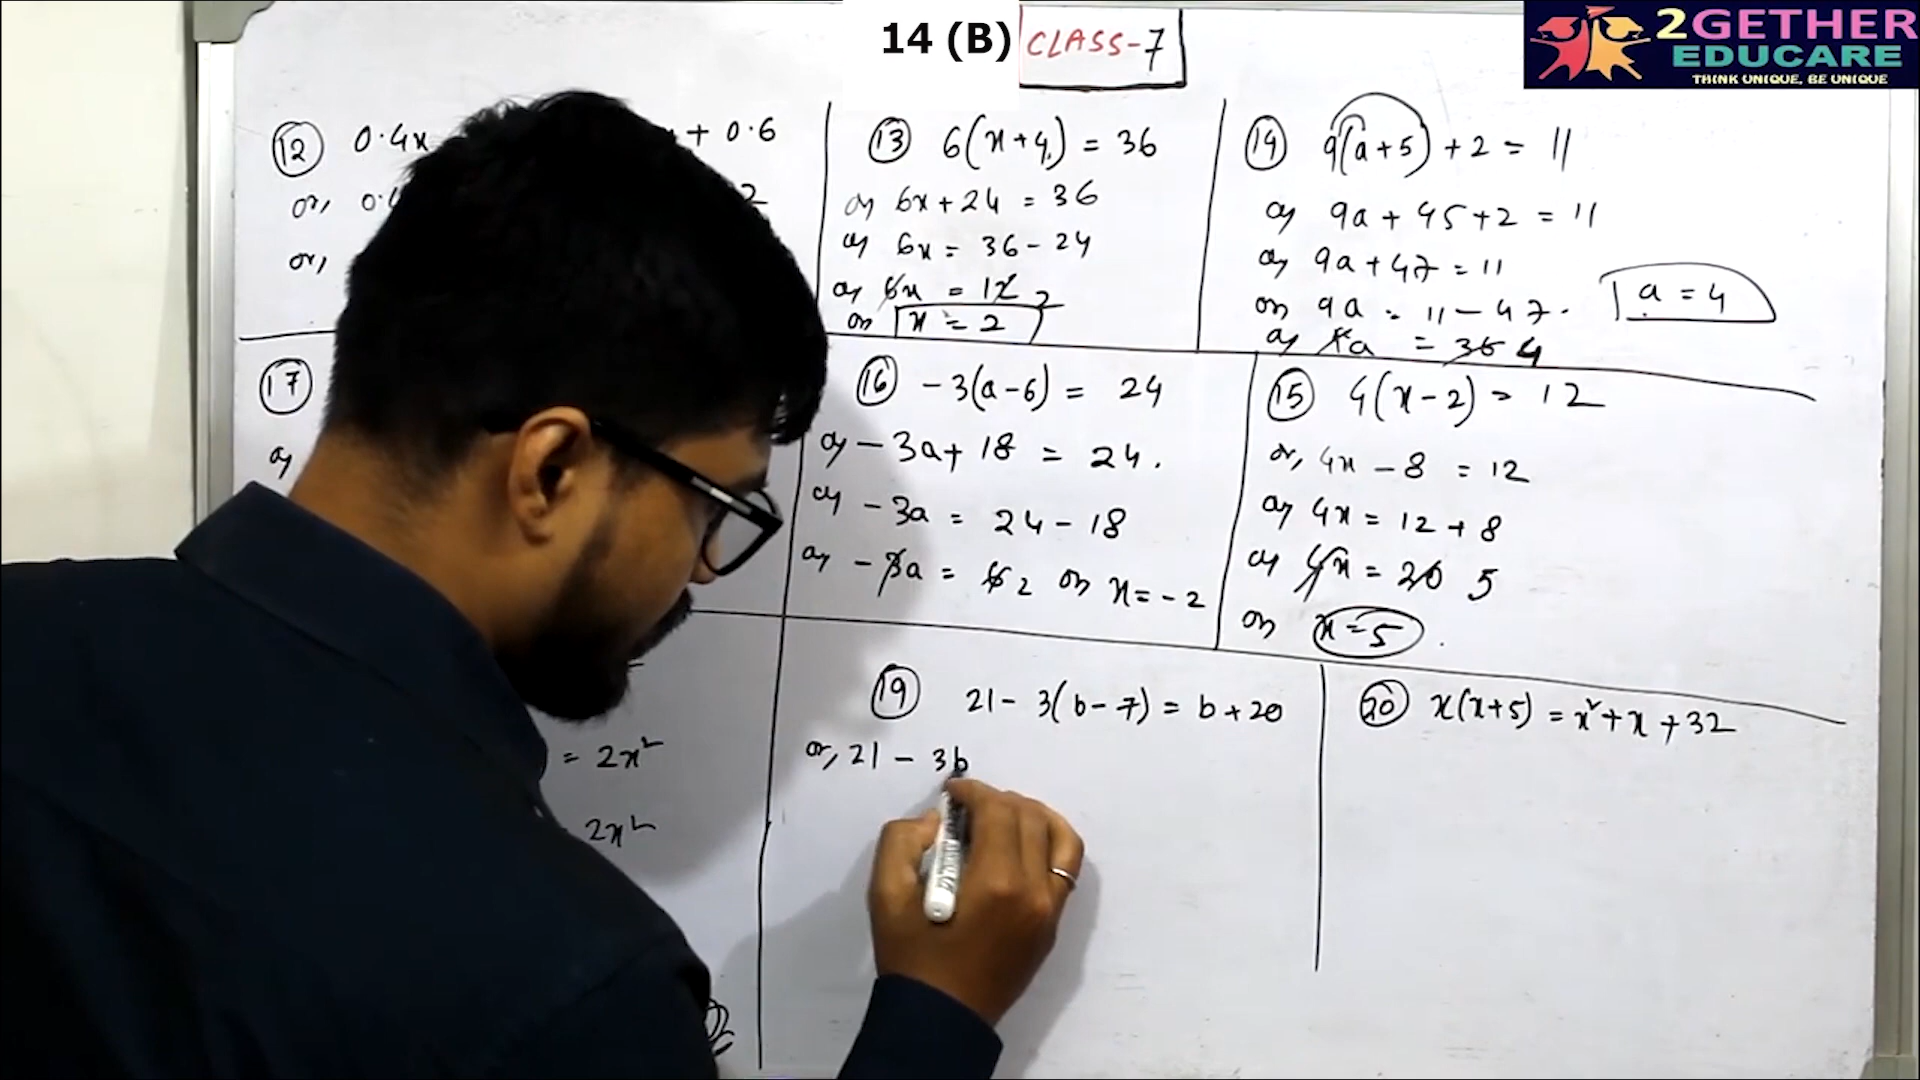 14 (B)
CLASS-7
2GETHER
EDUCARE
THINK UNIQUE, BE UNIQUE
12 0.4x + 0.6
or, 0. 2
or,
13 6(x+4) = 36
or 6x+24 = 36
or 6x = 36-24
or 6x = 12 2
or x = 2
14 9(a+5)+2 = 11
or 9a + 45+2 = 11
or 9a+47 = 11
or 9a = 11-47.
or 9a = 36 4
a = 4
17
or
16 -3(a-6) = 24
or -3a+18 = 24.
or -3a = 24-18
or -3a = 6 2 or x=-2
15 4(x-2) = 12
or, 4x-8 = 12
or 4x = 12+8
or 4x = 20 5
or x=5.
= 2x²
2x²
19 21-3(b-7) = b+20
or, 21 - 3b
20 x(x+5) = x²+x+32